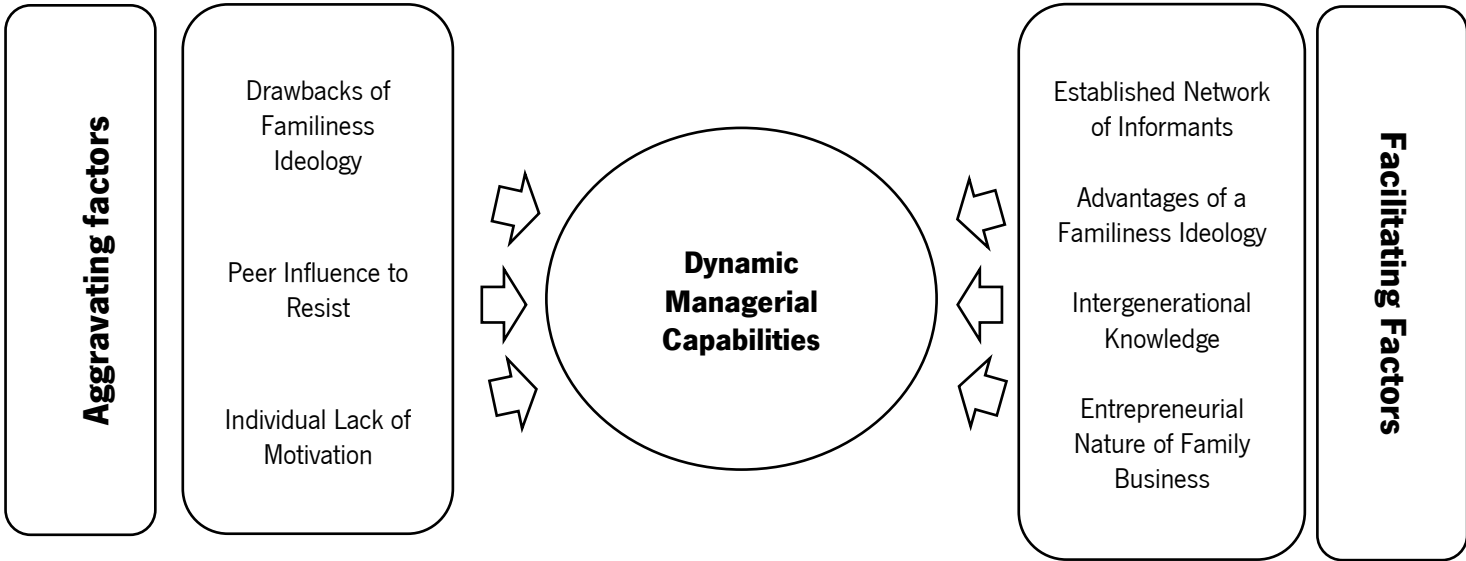 Aggravating factors
Drawbacks of
Familiness
Ideology
Peer Influence to
Resist
Individual Lack of
Motivation
Dynamic
Managerial
Capabilities
Established Network
of Informants
Advantages of a
Familiness Ideology
Intergenerational
Knowledge
Entrepreneurial
Nature of Family
Business
Facilitating Factors